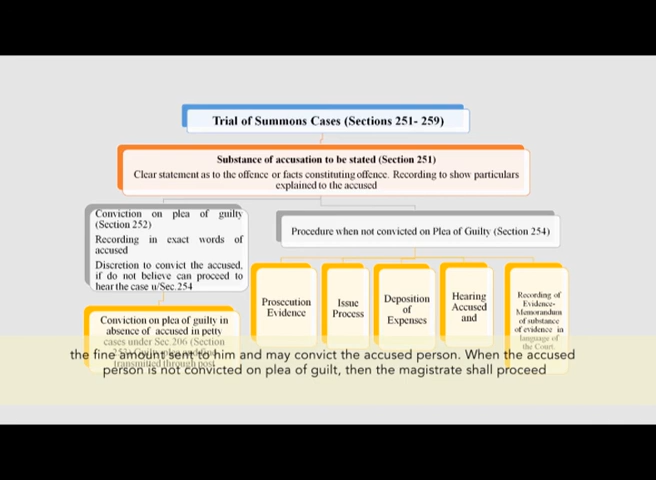 Trial of Summons Cases (Sections 251- 259)
Substance of accusation to be stated (Section 251)
Clear statement as to the offence or facts constituting offence. Recording to show particulars
explained to the accused
Conviction on plea of guilty
(Section 252)
Recording in exact words of
accused
Discretion to convict the accused,
if do not believe can proceed to
hear the case u/Sec.254
Procedure when not convicted on Plea of Guilty (Section 254)
Conviction on plea of guilty in
absence of accused in petty
cases under Sec.206 (Section
transmitted through post
Prosecution
Evidence
Issue
Process
Deposition
of
Expenses
Hearing
Accused
and
Recording of
Evidence-
Memorandum
of substance
of evidence in
language of
the Court.
the fine amount sent to him and may convict the accused person. When the accused
person is not convicted on plea of guilt, then the magistrate shall proceed